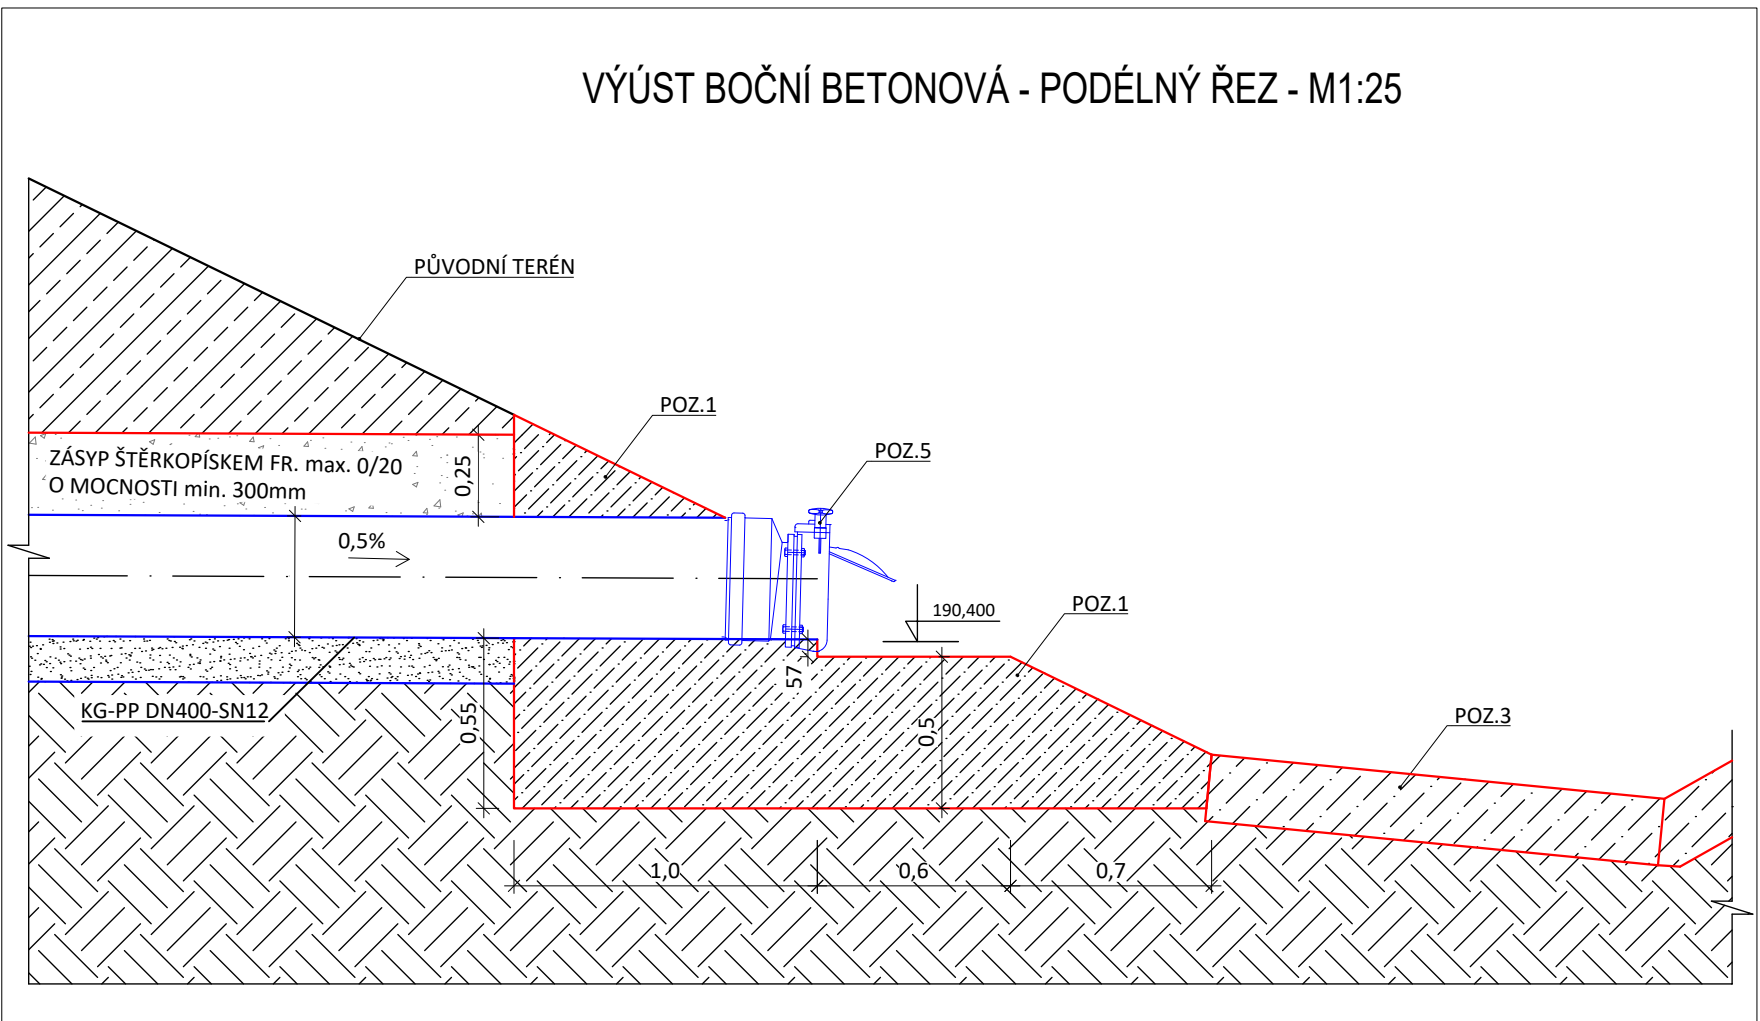 VÝÚST BOČNÍ BETONOVÁ - PODÉLNÝ ŘEZ - M1:25
PŮVODNÍ TERÉN
POZ.1
POZ.5
ZÁSYP ŠTĚRKOPÍSKEM FR. max. 0/20
O MOCNOSTI min. 300mm
0,25
0,5%
190,400
POZ.1
57
KG-PP DN400-SN12
0,55
0,5
POZ.3
1,0
0,6
0,7